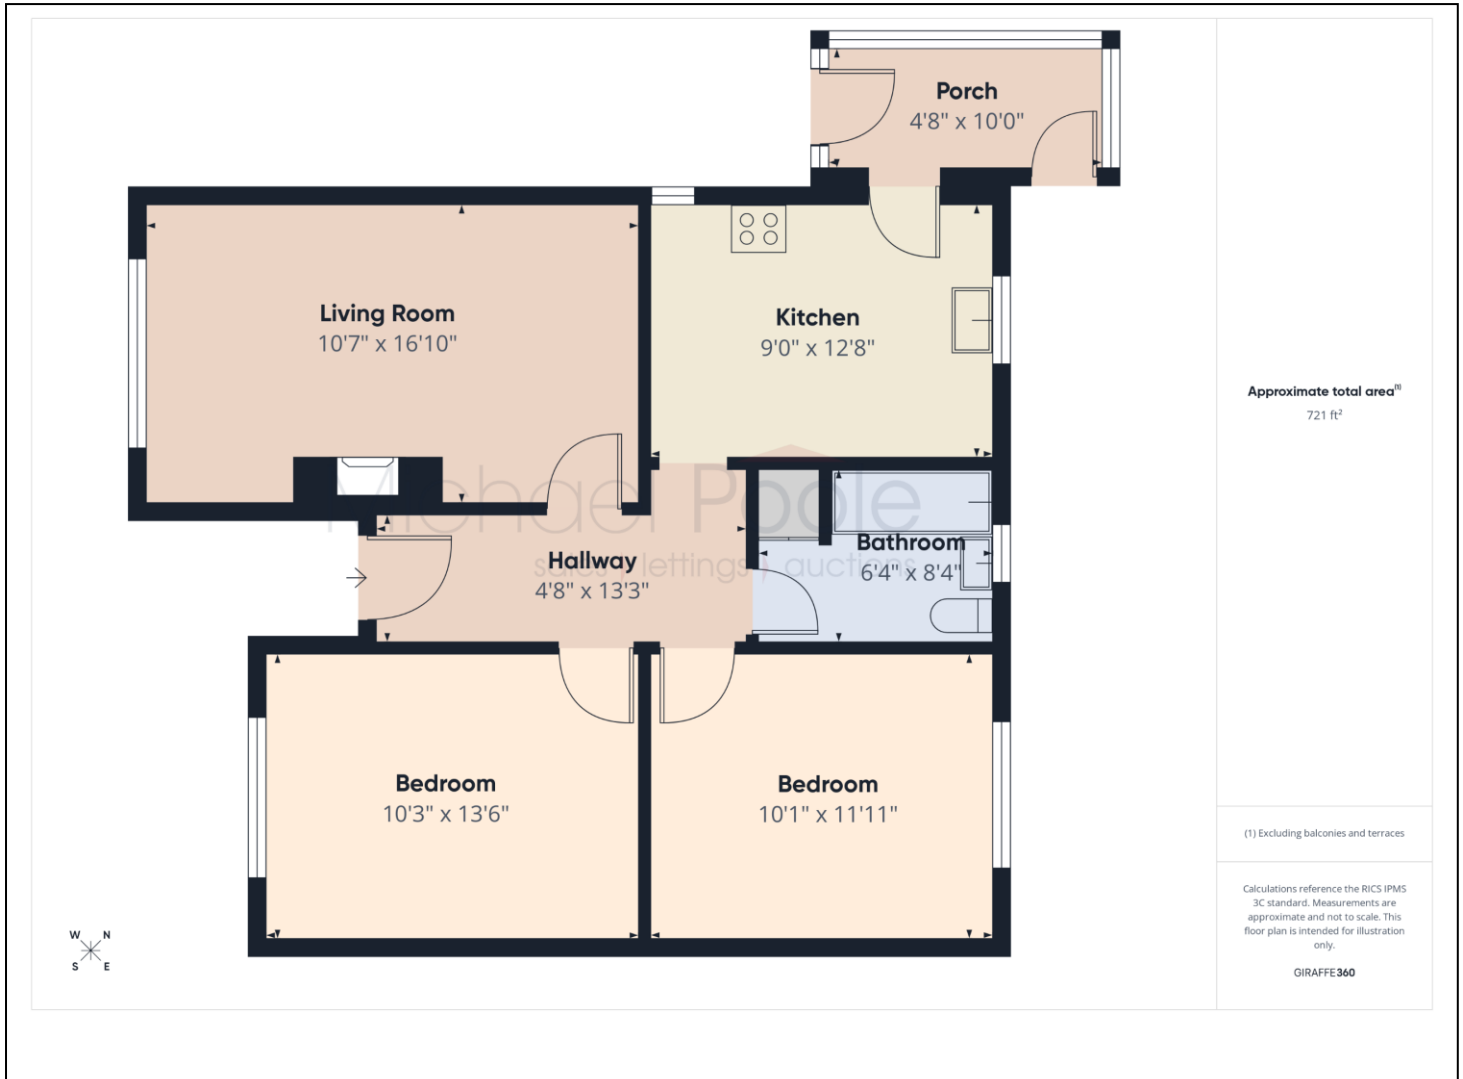 Porch
4'8" x 10'0"
Living Room
10'7" x 16'10"
Kitchen
9'0" x 12'8"
Michael Poole
sales | lettings | auctions
Hallway
4'8" x 13'3"
Bathroom
6'4" x 8'4"
Bedroom
10'3" x 13'6"
Bedroom
10'1" x 11'11"
W N
S E
Approximate total area(1)
721 ft²
(1) Excluding balconies and terraces
Calculations reference the RICS IPMS
3C standard. Measurements are
approximate and not to scale. This
floor plan is intended for illustration
only.
GIRAFFE360